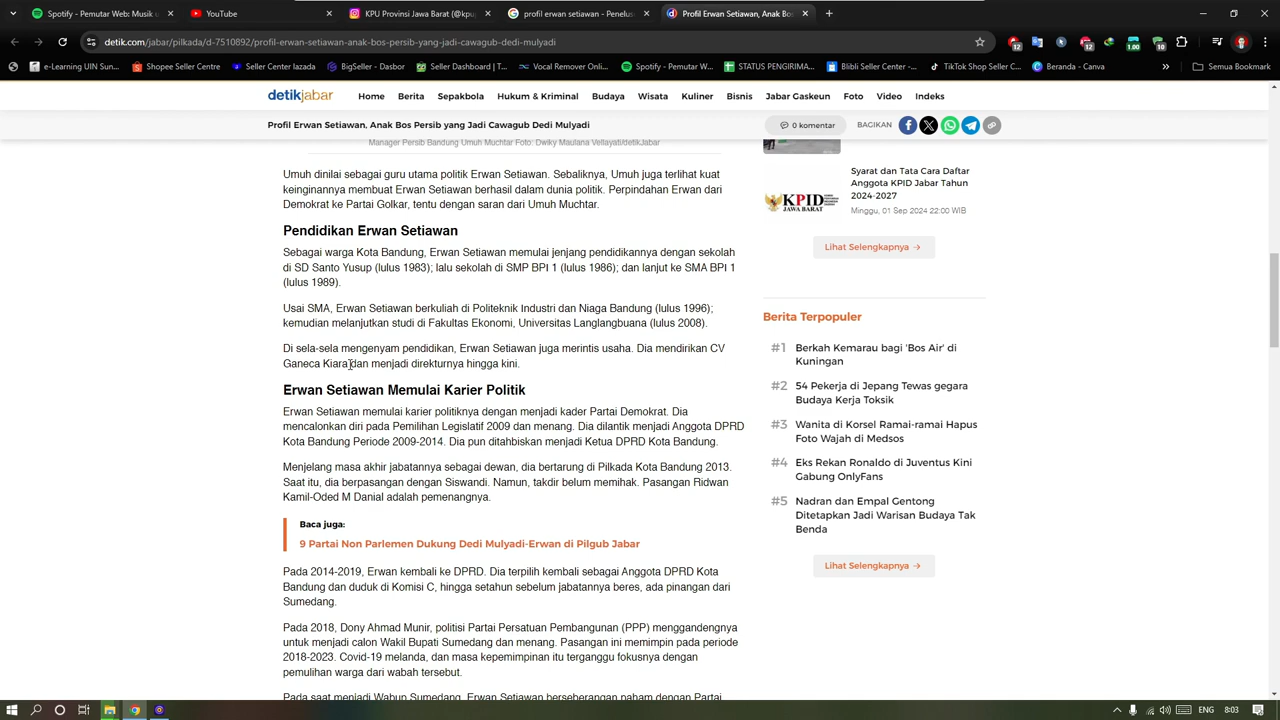 Spotify - Pemutar Web: Musik u
YouTube
KPU Provinsi Jawa Barat (@kpu
profil erwan setiawan - Penelus
Profil Erwan Setiawan, Anak Bos
detik.com/jabar/pilkada/d-7510892/profil-erwan-setiawan-anak-bos-persib-yang-jadi-cawagub-dedi-mulyadi
12
12
1.00
10
e-Learning UIN Sun...
Shopee Seller Centre
Seller Center lazada
BigSeller - Dasbor
Seller Dashboard | T...
Vocal Remover Onli...
Spotify - Pemutar W...
STATUS PENGIRIMA...
Blibli Seller Center -...
TikTok Shop Seller C...
Beranda - Canva
Semua Bookmark
detikjabar
Home
Berita
Sepakbola
Hukum & Kriminal
Budaya
Wisata
Kuliner
Bisnis
Jabar Gaskeun
Foto
Video
Indeks
Profil Erwan Setiawan, Anak Bos Persib yang Jadi Cawagub Dedi Mulyadi
0 komentar
BAGIKAN
Manager Persib Bandung Umuh Muchtar Foto: Dwiky Maulana Vellayati/detikJabar
Umuh dinilai sebagai guru utama politik Erwan Setiawan. Sebaliknya, Umuh juga terlihat kuat
keinginannya membuat Erwan Setiawan berhasil dalam dunia politik. Perpindahan Erwan dari
Demokrat ke Partai Golkar, tentu dengan saran dari Umuh Muchtar.
Pendidikan Erwan Setiawan
Sebagai warga Kota Bandung, Erwan Setiawan memulai jenjang pendidikannya dengan sekolah
di SD Santo Yusup (lulus 1983); lalu sekolah di SMP BPI 1 (lulus 1986); dan lanjut ke SMA BPI 1
(lulus 1989).
Usai SMA, Erwan Setiawan berkuliah di Politeknik Industri dan Niaga Bandung (lulus 1996);
kemudian melanjutkan studi di Fakultas Ekonomi, Universitas Langlangbuana (lulus 2008).
Di sela-sela mengenyam pendidikan, Erwan Setiawan juga merintis usaha. Dia mendirikan CV
Ganeca Kiara dan menjadi direkturnya hingga kini.
Erwan Setiawan Memulai Karier Politik
Erwan Setiawan memulai karier politiknya dengan menjadi kader Partai Demokrat. Dia
mencalonkan diri pada Pemilihan Legislatif 2009 dan menang. Dia dilantik menjadi Anggota DPRD
Kota Bandung Periode 2009-2014. Dia pun ditahbiskan menjadi Ketua DPRD Kota Bandung.
Menjelang masa akhir jabatannya sebagai dewan, dia bertarung di Pilkada Kota Bandung 2013.
Saat itu, dia berpasangan dengan Siswandi. Namun, takdir belum memihak. Pasangan Ridwan
Kamil-Oded M Danial adalah pemenangnya.
Baca juga:
9 Partai Non Parlemen Dukung Dedi Mulyadi-Erwan di Pilgub Jabar
Pada 2014-2019, Erwan kembali ke DPRD. Dia terpilih kembali sebagai Anggota DPRD Kota
Bandung dan duduk di Komisi C, hingga setahun sebelum jabatannya beres, ada pinangan dari
Sumedang.
Pada 2018, Dony Ahmad Munir, politisi Partai Persatuan Pembangunan (PPP) menggandengnya
untuk menjadi calon Wakil Bupati Sumedang dan menang. Pasangan ini memimpin pada periode
2018-2023. Covid-19 melanda, dan masa kepemimpinan itu terganggu fokusnya dengan
pemulihan warga dari wabah tersebut.
Pada saat menjadi Wabup Sumedang, Erwan Setiawan berseberangan paham dengan Partai
KPID
JAWA BARAT
Syarat dan Tata Cara Daftar
Anggota KPID Jabar Tahun
2024-2027
Minggu, 01 Sep 2024 22:00 WIB
Lihat Selengkapnya →
Berita Terpopuler
#1 Berkah Kemarau bagi 'Bos Air' di
Kuningan
#2 54 Pekerja di Jepang Tewas gegara
Budaya Kerja Toksik
#3 Wanita di Korsel Ramai-ramai Hapus
Foto Wajah di Medsos
#4 Eks Rekan Ronaldo di Juventus Kini
Gabung OnlyFans
#5 Nadran dan Empal Gentong
Ditetapkan Jadi Warisan Budaya Tak
Benda
Lihat Selengkapnya →
ENG
8:03